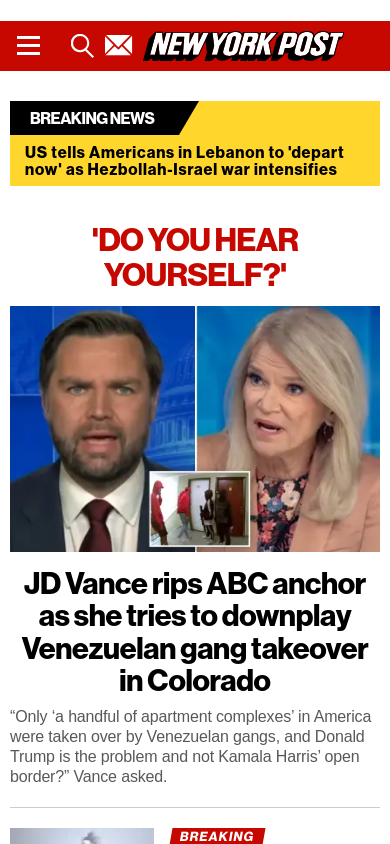 NEW YORK POST
BREAKING NEWS
US tells Americans in Lebanon to 'depart
now' as Hezbollah-Israel war intensifies
'DO YOU HEAR
YOURSELF?'
JD Vance rips ABC anchor
as she tries to downplay
Venezuelan gang takeover
in Colorado
“Only ‘a handful of apartment complexes’ in America
were taken over by Venezuelan gangs, and Donald
Trump is the problem and not Kamala Harris’ open
border?” Vance asked.
BREAKING